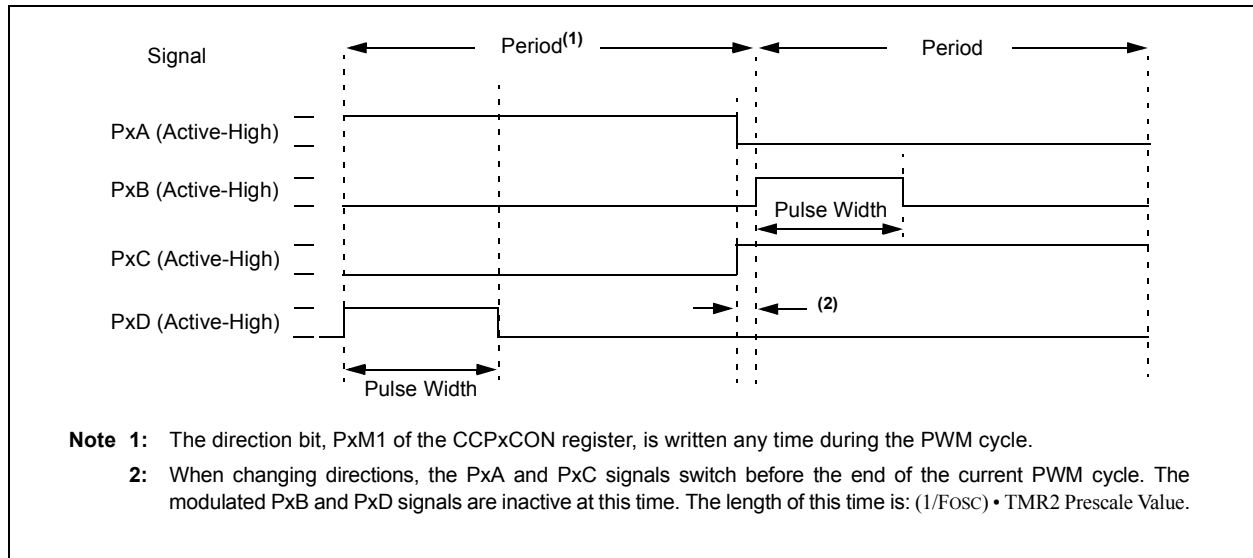 Signal
Period(1)
Period
PxA (Active-High)
PxB (Active-High)
Pulse Width
PxC (Active-High)
(2)
PxD (Active-High)
Pulse Width
Note 1: The direction bit, PxM1 of the CCPxCON register, is written any time during the PWM cycle.
2: When changing directions, the PxA and PxC signals switch before the end of the current PWM cycle. The
modulated PxB and PxD signals are inactive at this time. The length of this time is: (1/FOSC) • TMR2 Prescale Value.